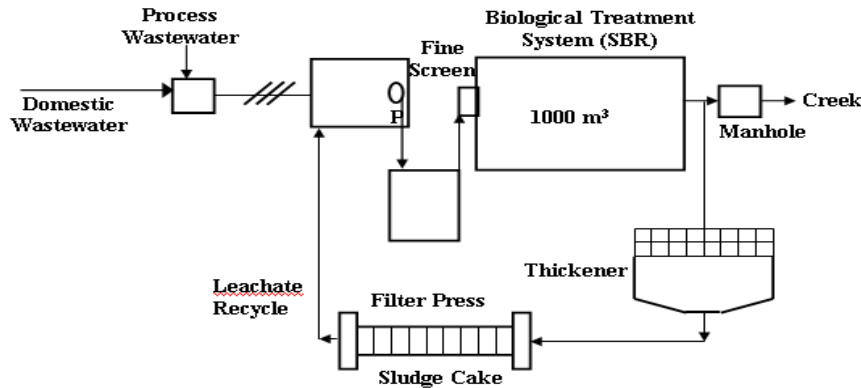 Process
Wastewater
Domestic
Wastewater
P
Fine
Screen
Biological Treatment
System (SBR)
1000 m³
Creek
Manhole
Thickener
Leachate
Recycle
Filter Press
Sludge Cake